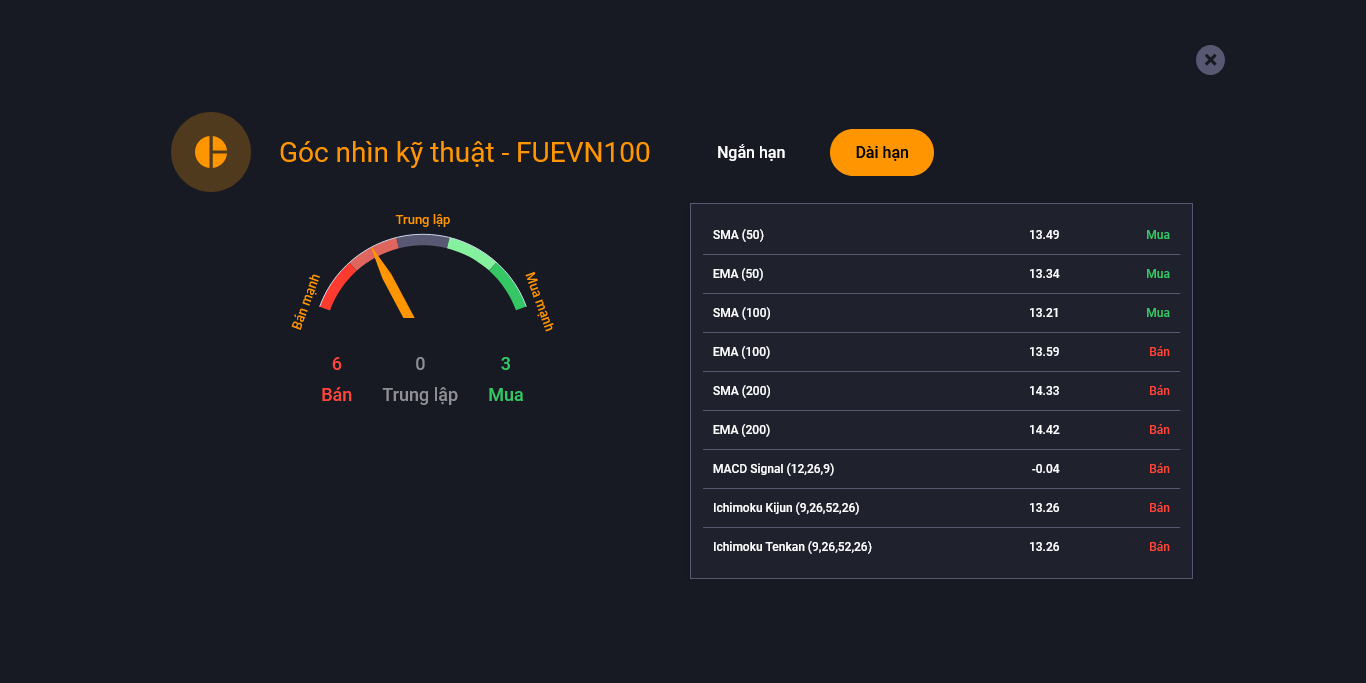 Góc nhìn kỹ thuật - FUEVN100
Ngắn hạn
Dài hạn
Trung lập
Bán mạnh
Mua mạnh
6 0 3
Bán Trung lập Mua
SMA (50) 13.49 Mua
EMA (50) 13.34 Mua
SMA (100) 13.21 Mua
EMA (100) 13.59 Bán
SMA (200) 14.33 Bán
EMA (200) 14.42 Bán
MACD Signal (12,26,9) -0.04 Bán
Ichimoku Kijun (9,26,52,26) 13.26 Bán
Ichimoku Tenkan (9,26,52,26) 13.26 Bán